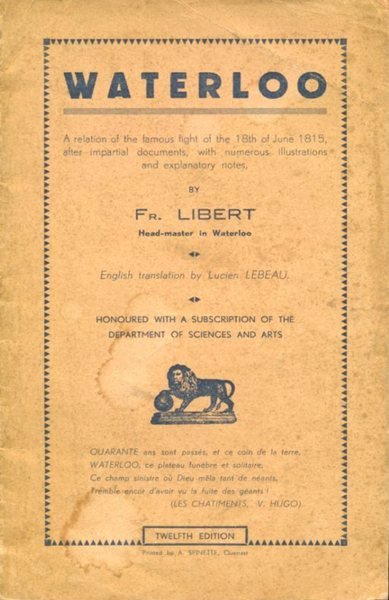 WATERLOO
A relation of the famous fight of the 18th of June 1815,
after impartial documents, with numerous illustrations
and explanatory notes,
BY
FR. LIBERT
Head-master in Waterloo
English translation by Lucien LEBEAU.
HONOURED WITH A SUBSCRIPTION OF THE
DEPARTMENT OF SCIENCES AND ARTS
QUARANTE ans sont passés, et ce coin de la terre,
WATERLOO, ce plateau funèbre et solitaire,
Ce champ sinistre où Dieu mêla tant de néants,
Tremble encor d'avoir vu la fuite des géants !
(LES CHATIMENTS, V. HUGO)
TWELFTH EDITION
Printed by A. SPINETTE,